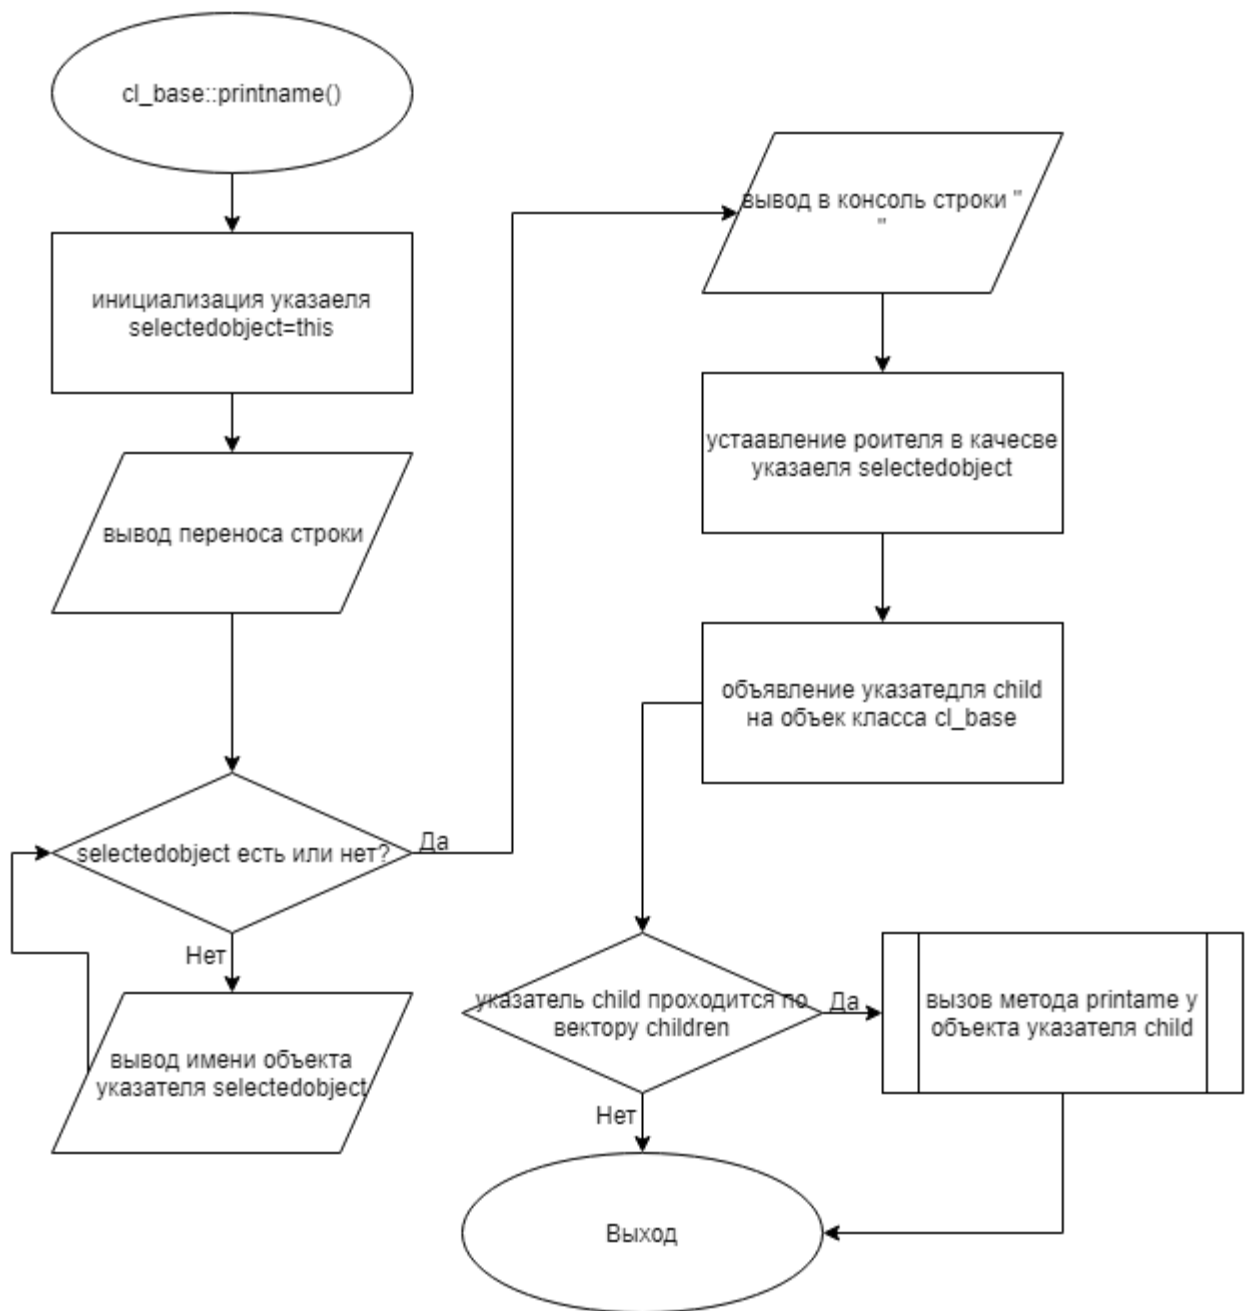 cl_base::printname()
инициализация указаеля
selectedobject=this
вывод переноса строки
selectedobject есть или нет?
Да
Нет
вывод имени объекта
указателя selectedobject
вывод в консоль строки "
"
устаавление роителя в качесве
указаеля selectedobject
объявление указатедля child
на объек класса cl_base
указатель child проходится по
вектору children
Да
Нет
вызов метода printame у
объекта указателя child
Выход